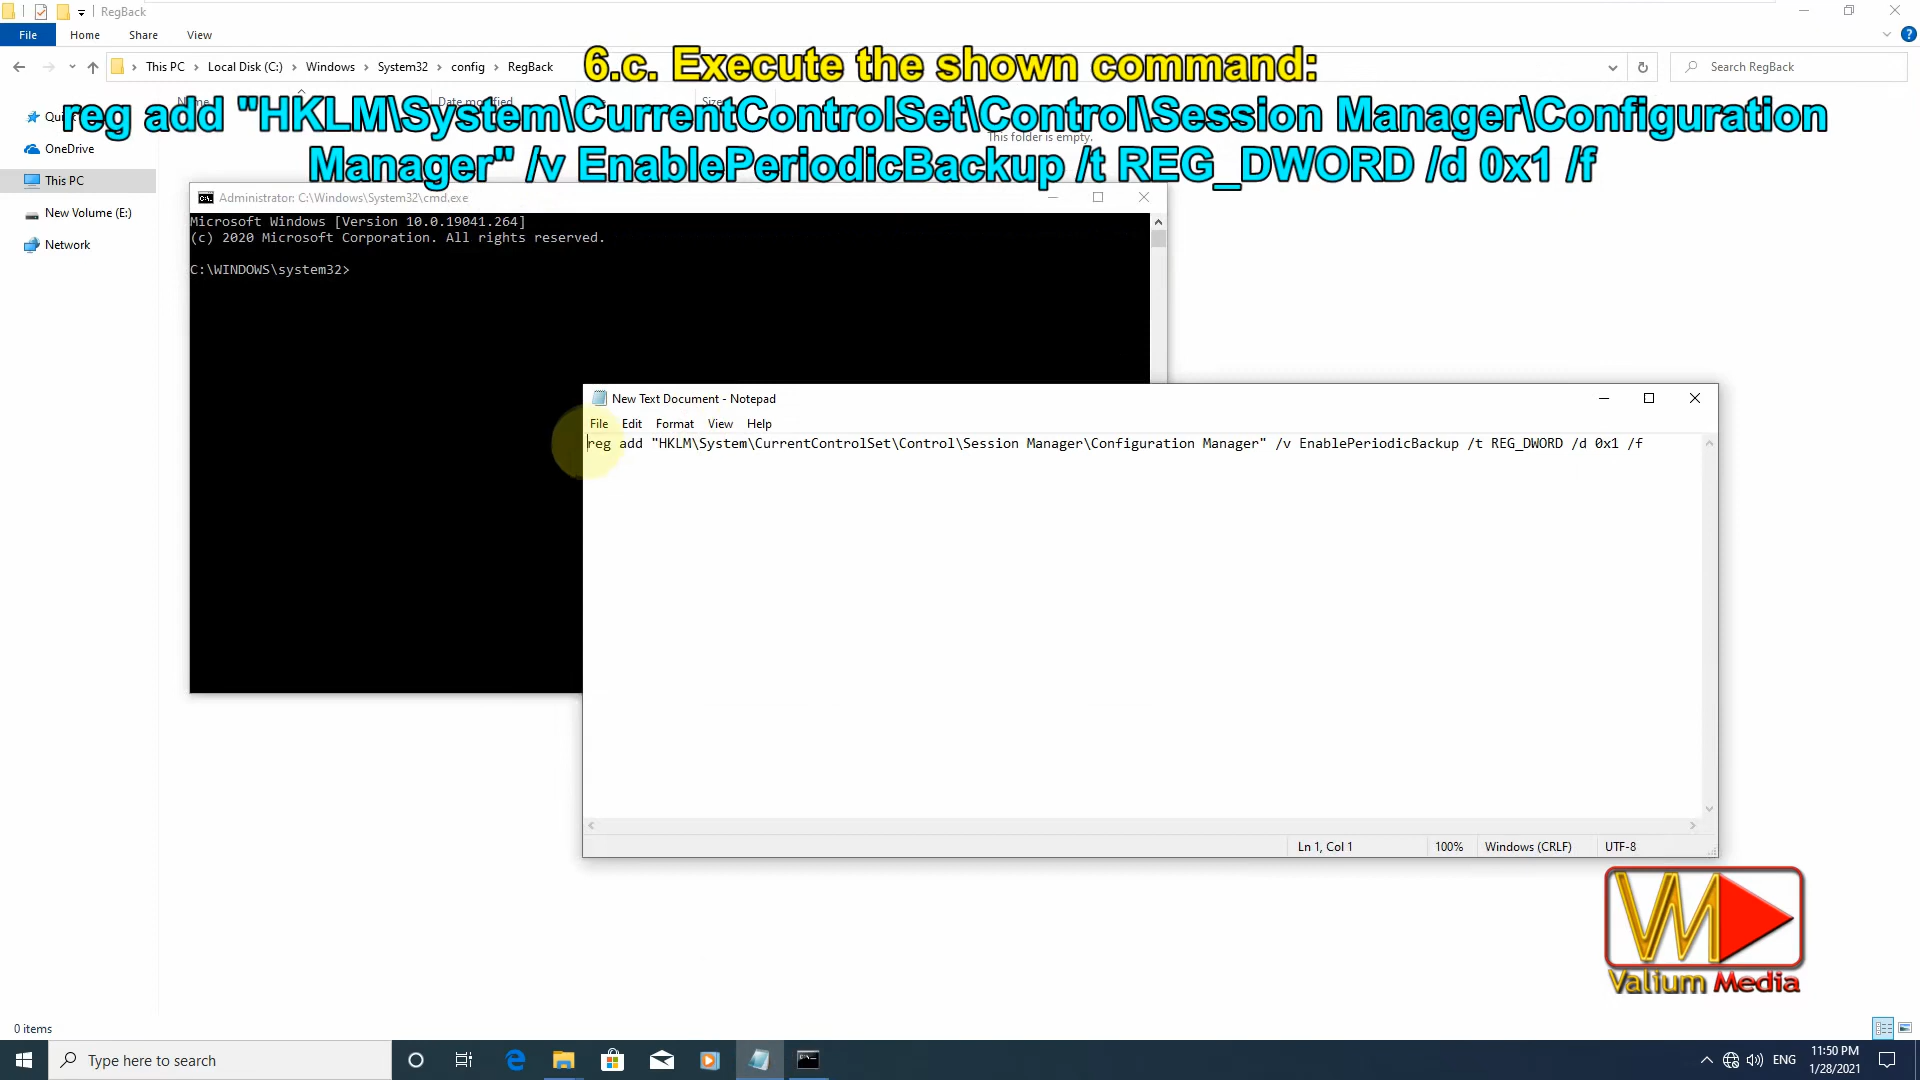 RegBack
File Home Share View
This PC Local Disk (C:) Windows System32 config RegBack
Search RegBack
6.c. Execute the shown command:
reg add "HKLM\System\CurrentControlSet\Control\Session Manager\Configuration
Manager" /v EnablePeriodicBackup /t REG_DWORD /d 0x1 /f
Name Date modified Size
This folder is empty.
OneDrive
This PC
New Volume (E:)
Network
Administrator: C:\Windows\System32\cmd.exe
Microsoft Windows [Version 10.0.19041.264]
(c) 2020 Microsoft Corporation. All rights reserved.
C:\WINDOWS\system32>
New Text Document - Notepad
File Edit Format View Help
reg add "HKLM\System\CurrentControlSet\Control\Session Manager\Configuration Manager" /v EnablePeriodicBackup /t REG_DWORD /d 0x1 /f
Ln 1, Col 1 100% Windows (CRLF) UTF-8
VM
Valium Media
0 items
Type here to search
ENG
11:50 PM
1/28/2021